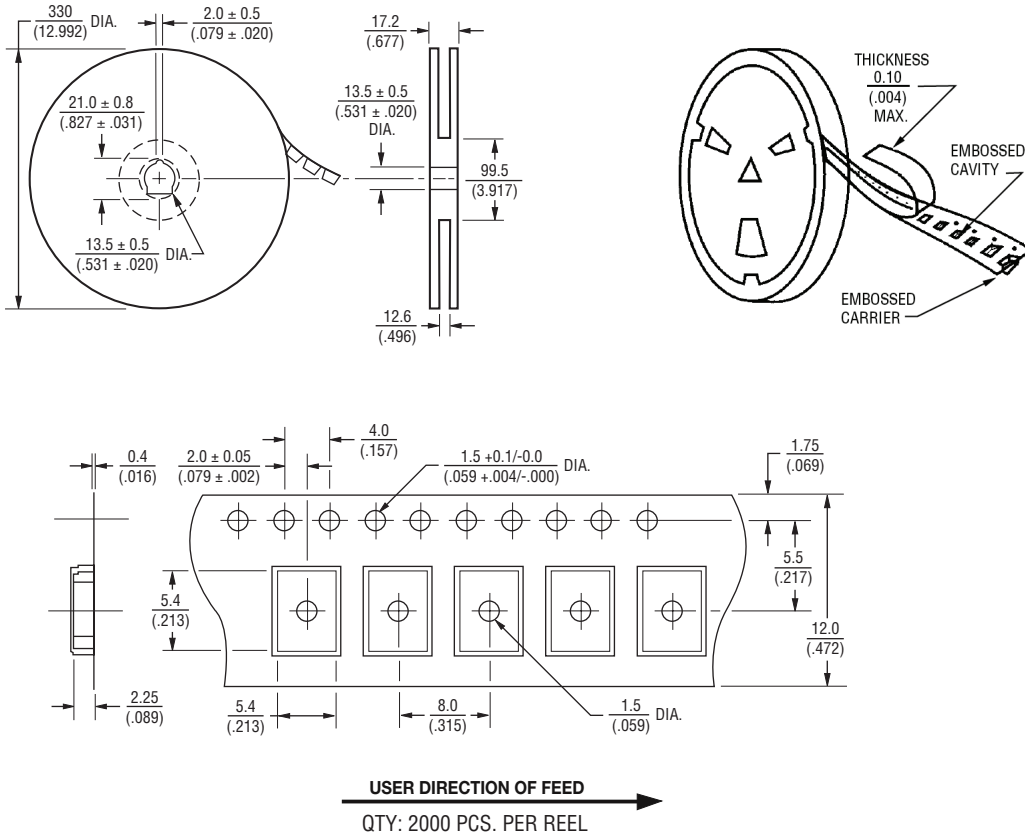 330
(12.992)
DIA.
2.0 ± 0.5
(.079 ± .020)
17.2
(.677)
21.0 ± 0.8
(.827 ± .031)
13.5 ± 0.5
(.531 ± .020)
DIA.
99.5
(3.917)
13.5 ± 0.5
(.531 ± .020)
DIA.
12.6
(.496)
THICKNESS
0.10
(.004)
MAX.
EMBOSSED
CAVITY
EMBOSSED
CARRIER
0.4
(.016)
2.0 ± 0.05
(.079 ± .002)
4.0
(.157)
1.5 +0.1/-0.0
(.059 +.004/-.000)
DIA.
1.75
(.069)
5.5
(.217)
5.4
(.213)
12.0
(.472)
2.25
(.089)
5.4
(.213)
8.0
(.315)
1.5
(.059)
DIA.
USER DIRECTION OF FEED
QTY: 2000 PCS. PER REEL